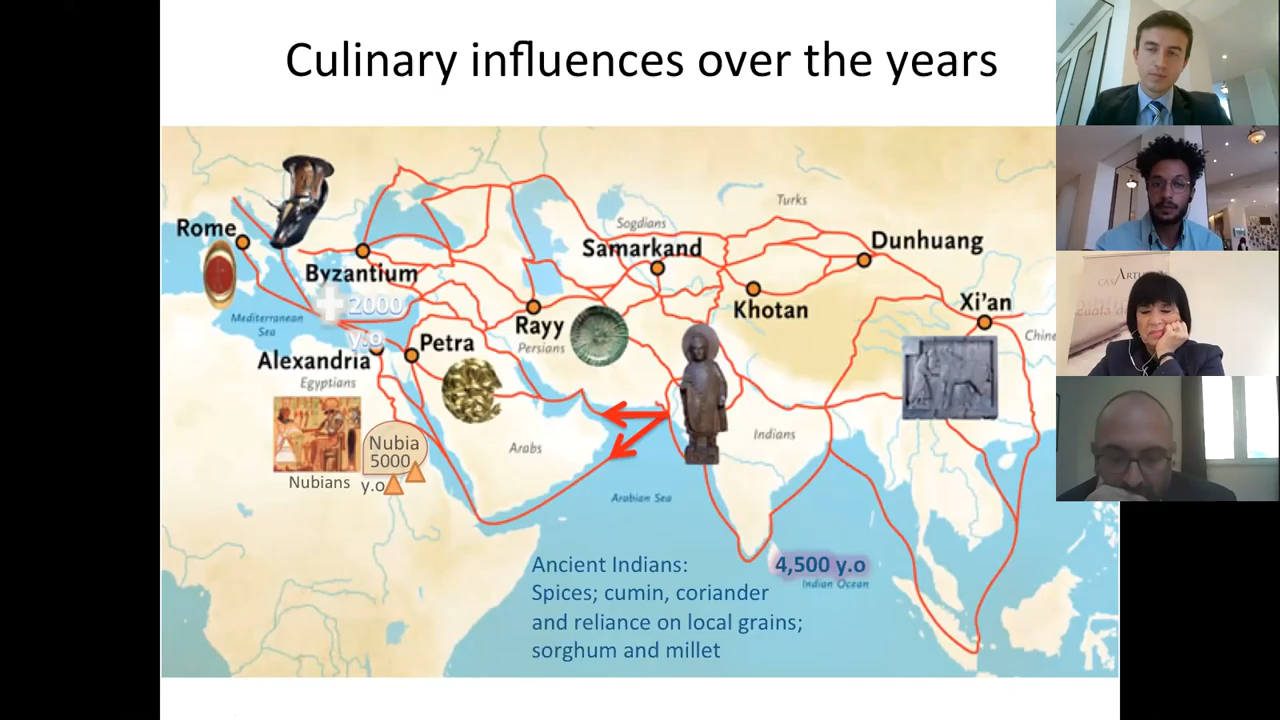 Culinary influences over the years
Turks
Sogdians
Rome
Samarkand
Dunhuang
Byzantium
2000
y.o
Khotan
Xi'an
Mediterranean
Sea
Rayy
Persians
Petra
Chine
Alexandria
Egyptians
Nubia
5000
y.o
Nubians
Arabs
Indians
Arabian Sea
Ancient Indians:
4,500 y.o
Indian Ocean
Spices; cumin, coriander
and reliance on local grains;
sorghum and millet